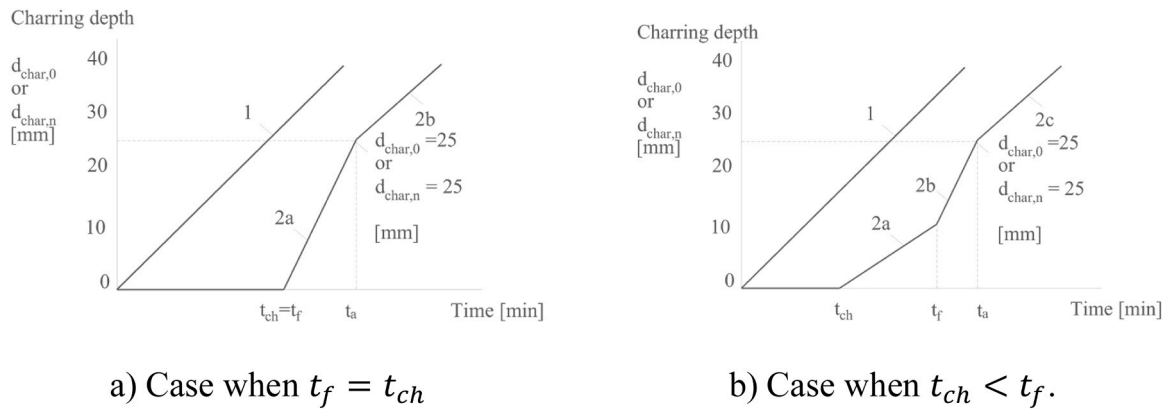 Charring depth
d_char,0
or
d_char,n
[mm]
40
30
20
10
0
1
2a
2b
d_char,0 =25
or
d_char,n = 25
[mm]
t_ch=t_f
t_a
Time [min]
a) Case when t_f = t_ch
Charring depth
d_char,0
or
d_char,n
[mm]
40
30
20
10
0
1
2a
2b
2c
d_char,0 =25
or
d_char,n = 25
[mm]
t_ch
t_f
t_a
Time [min]
b) Case when t_ch < t_f.